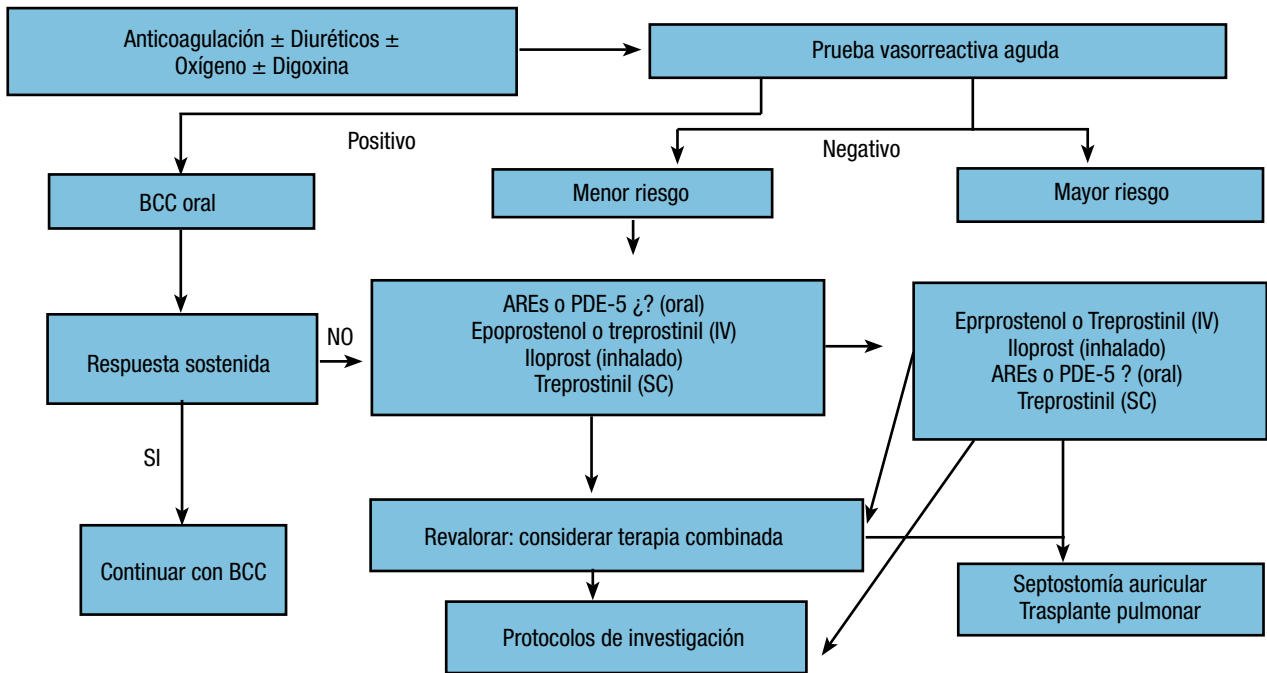 Anticoagulación ± Diuréticos ±
Oxígeno ± Digoxina
Prueba vasorreactiva aguda
Positivo
Negativo
BCC oral
Menor riesgo
Mayor riesgo
Respuesta sostenida
NO
AREs o PDE-5 ¿? (oral)
Epoprostenol o treprostinil (IV)
Iloprost (inhalado)
Treprostinil (SC)
Eprprostenol o Treprostinil (IV)
Iloprost (inhalado)
AREs o PDE-5 ? (oral)
Treprostinil (SC)
SI
Continuar con BCC
Revalorar: considerar terapia combinada
Septostomía auricular
Trasplante pulmonar
Protocolos de investigación